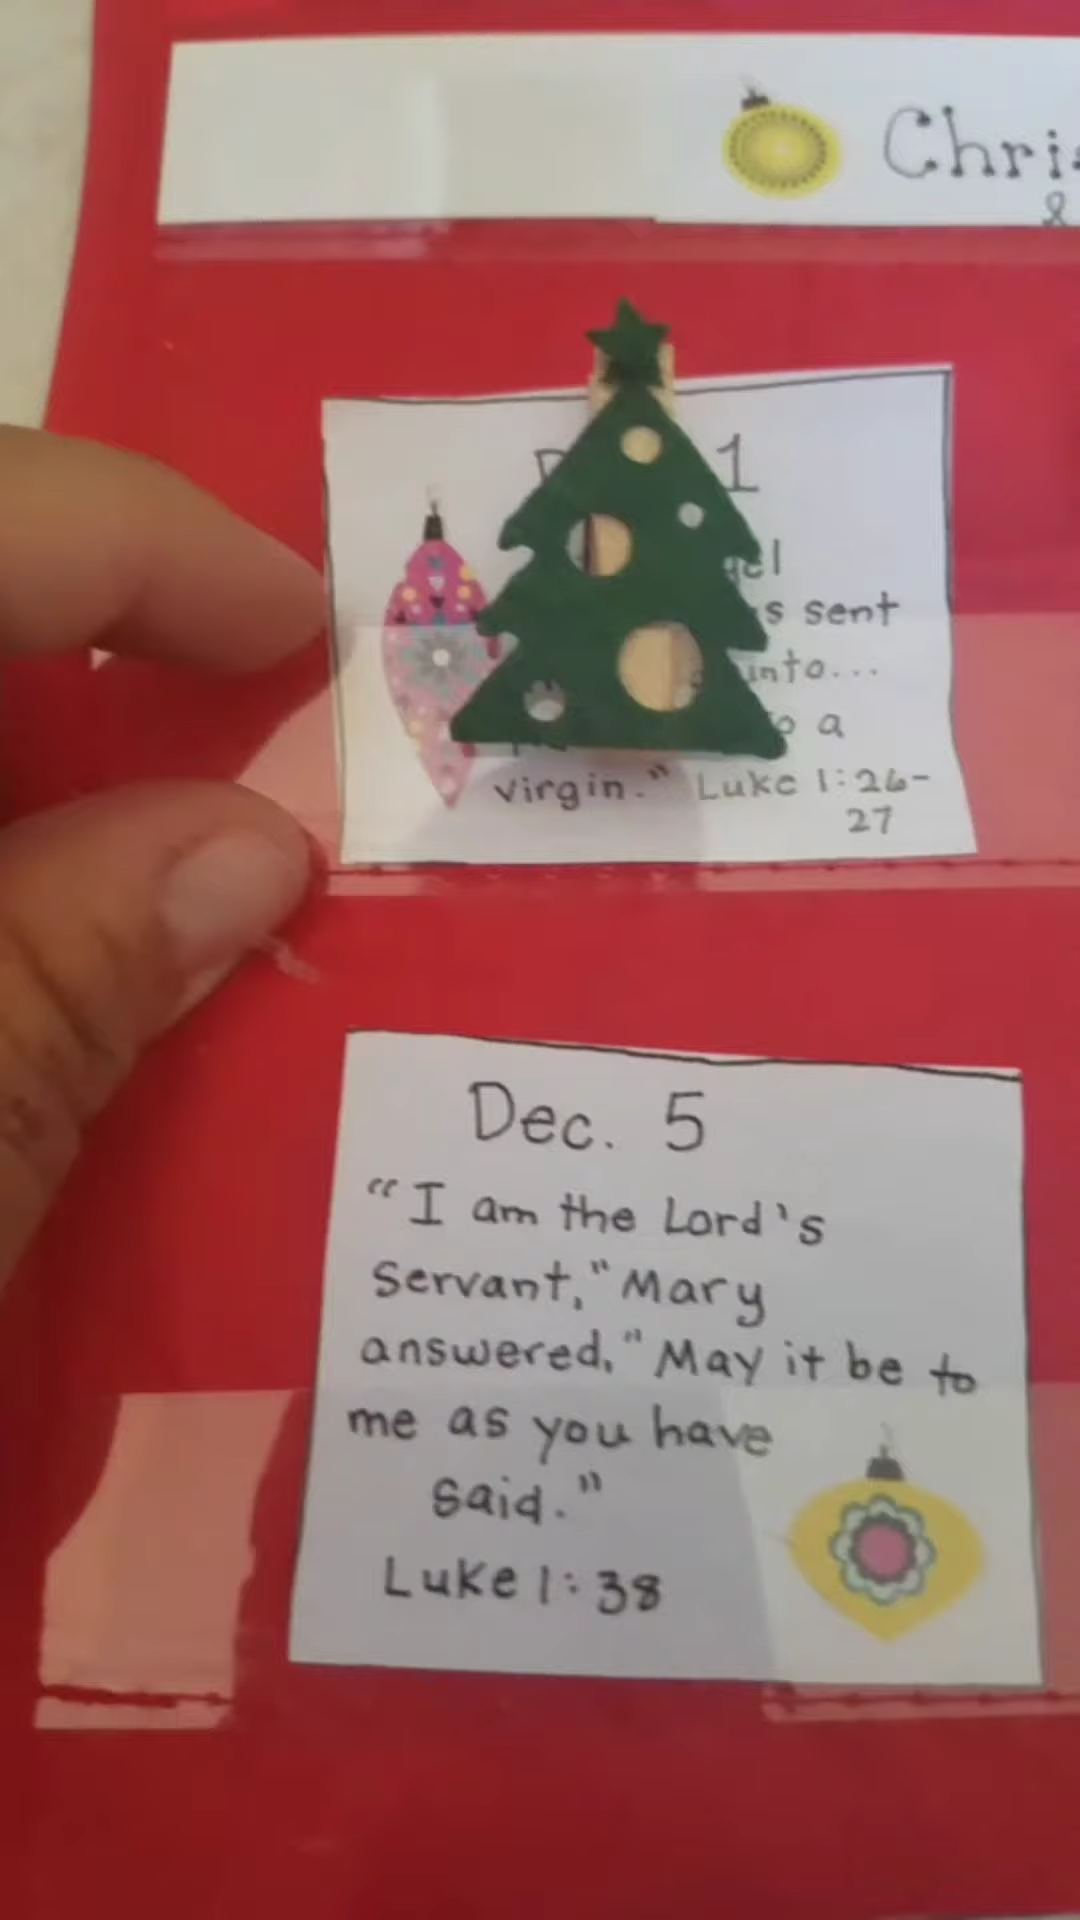 Chris
&
1
s sent
into...
a
virgin." Luke 1:26-
27
Dec. 5
"I am the Lord's
Servant," Mary
answered, "May it be to
me as you have
said."
Luke 1:38